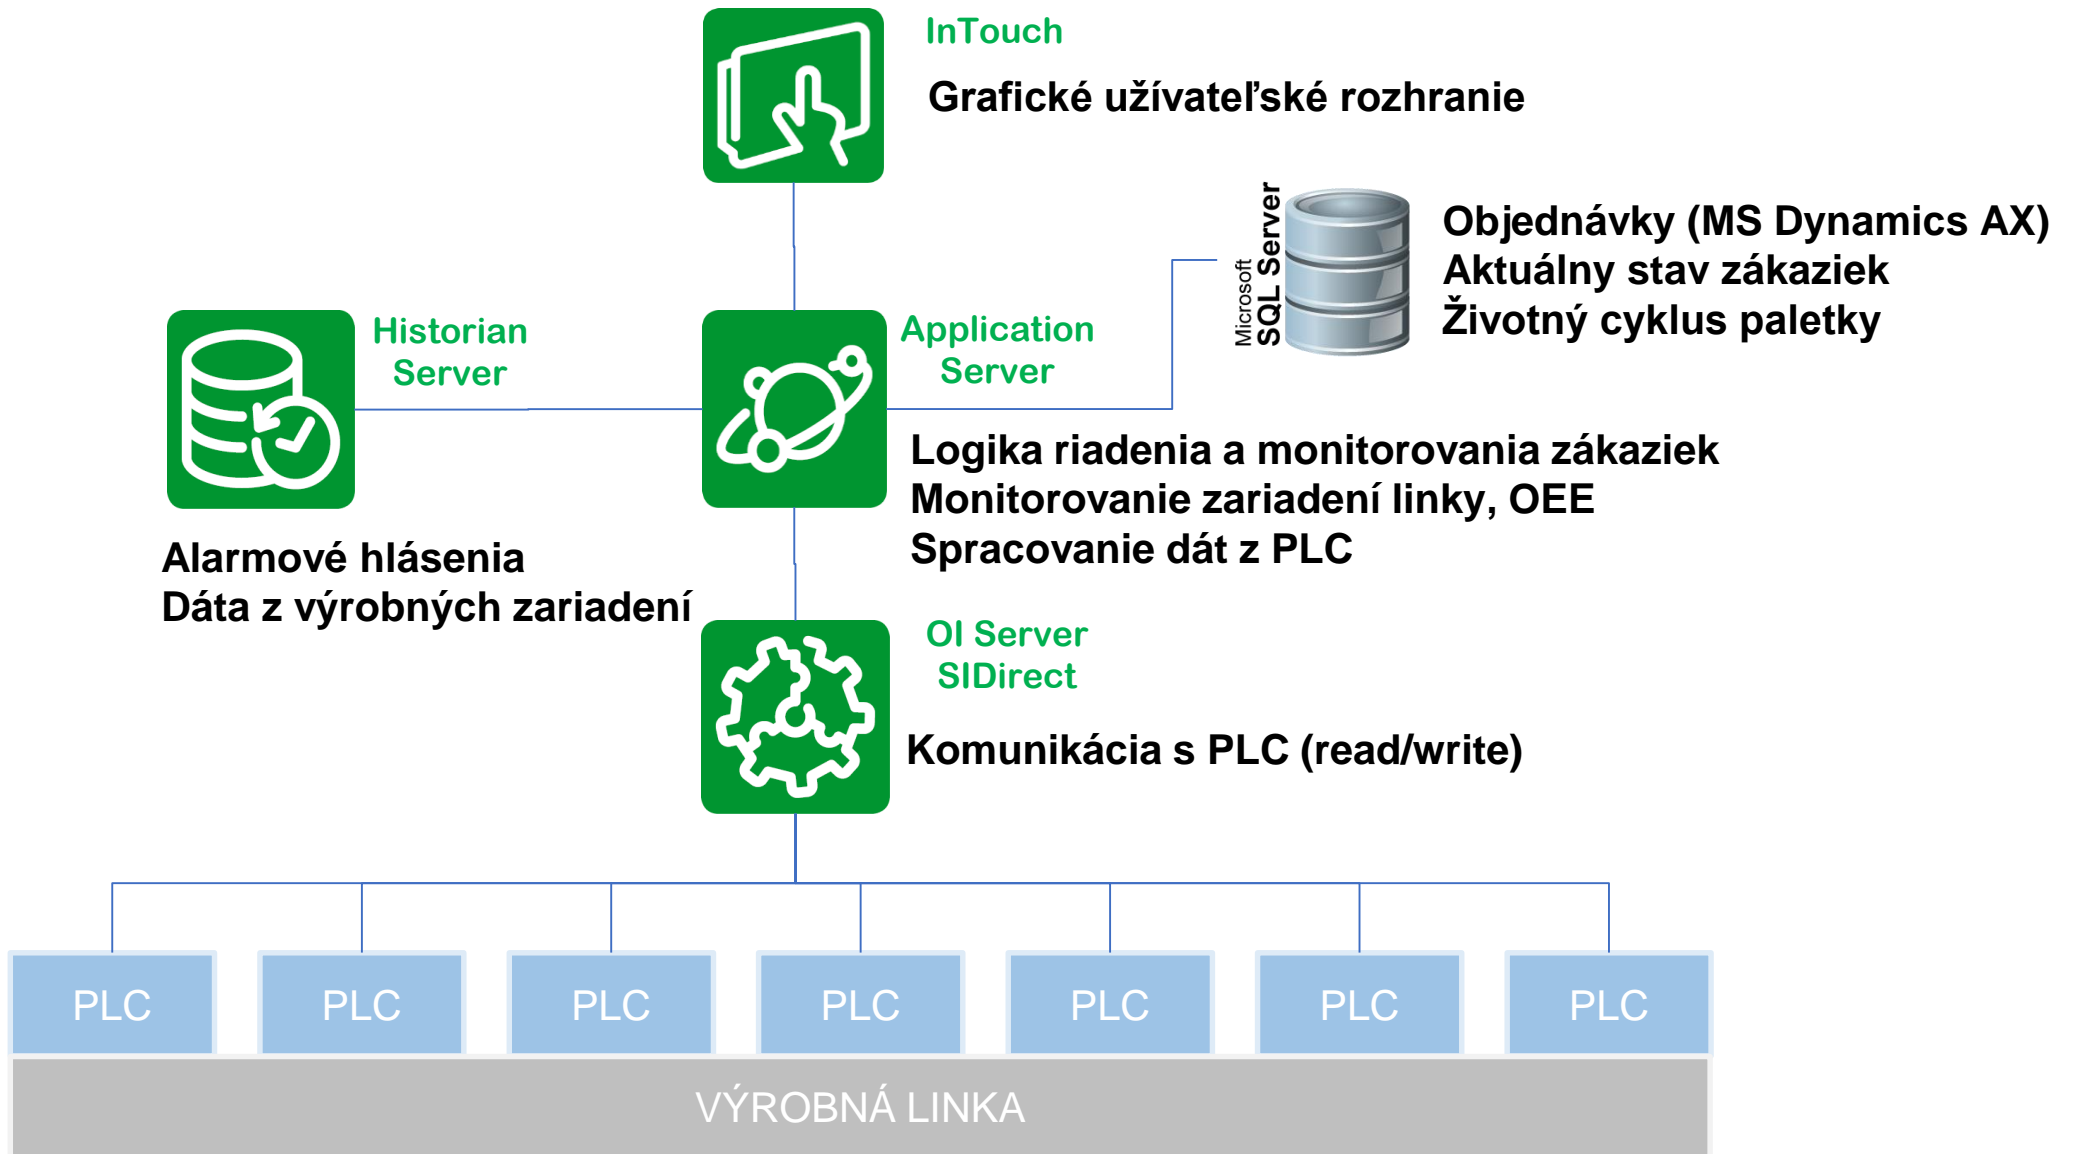 InTouch
Grafické užívateľské rozhranie
Microsoft
SQL Server
Objednávky (MS Dynamics AX)
Aktuálny stav zákaziek
Životný cyklus paletky
Historian
Server
Application
Server
Logika riadenia a monitorovania zákaziek
Monitorovanie zariadení linky, OEE
Spracovanie dát z PLC
Alarmové hlásenia
Dáta z výrobných zariadení
OI Server
SIDirect
Komunikácia s PLC (read/write)
PLC
PLC
PLC
PLC
PLC
PLC
PLC
VÝROBNÁ LINKA